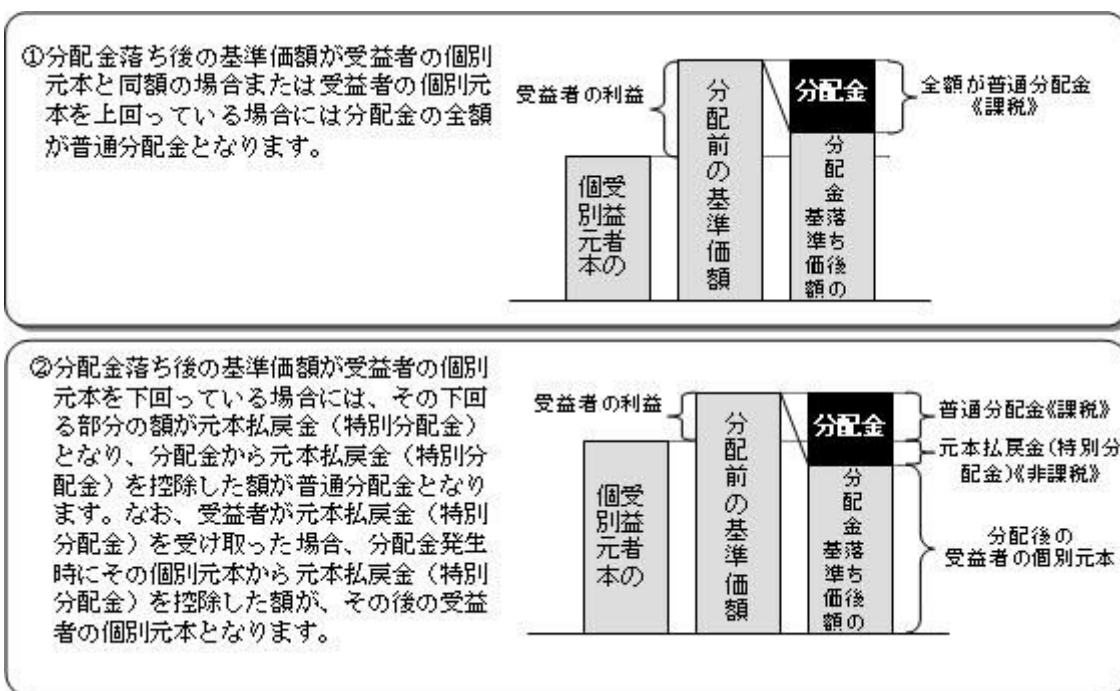 ①分配金落ち後の基準価額が受益者の個別
元本と同額の場合または受益者の個別元
本を上回っている場合には分配金の全額
が普通分配金となります。
受益者の利益
受益者の
個別元本
分配前の基準価額
分配金
分配金落ち後の
基準価額
全額が普通分配金
《課税》
②分配金落ち後の基準価額が受益者の個別
元本を下回っている場合には、その下回
る部分の額が元本払戻金（特別分配金）
となり、分配金から元本払戻金（特別分
配金）を控除した額が普通分配金となり
ます。なお、受益者が元本払戻金（特別
分配金）を受け取った場合、分配金発生
時にその個別元本から元本払戻金（特別
分配金）を控除した額が、その後の受益
者の個別元本となります。
受益者の利益
受益者の
個別元本
分配前の基準価額
分配金
分配金落ち後の
基準価額
普通分配金《課税》
元本払戻金(特別分
配金)《非課税》
分配後の
受益者の個別元本